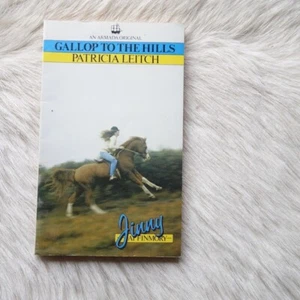 AN ARMADA ORIGINAL
GALLOP TO THE HILLS
PATRICIA LEITCH
Jinny
AT FINMORY